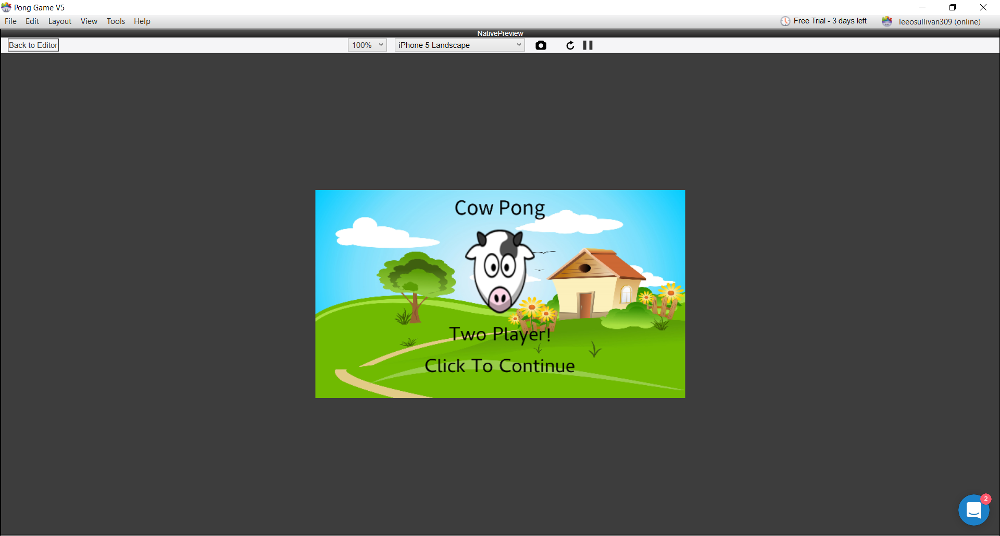 Pong Game V5
File Edit Layout View Tools Help
Free Trial - 3 days left
leeosullivan309 (online)
NativePreview
Back to Editor
100%
iPhone 5 Landscape
Cow Pong
Two Player!
Click To Continue
2